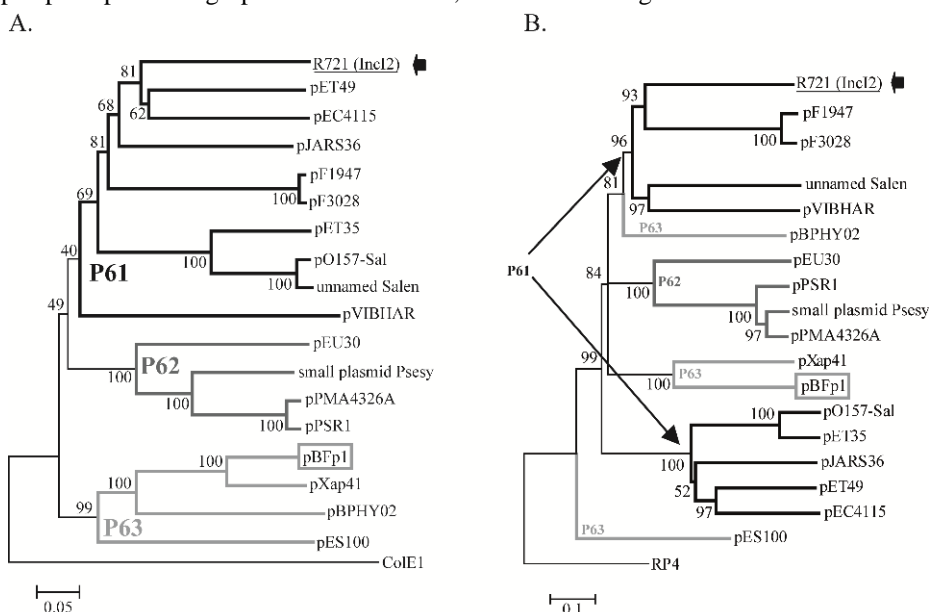 A.
B.
81
R721 (IncI2)
pET49
62
pEC4115
68
pJARS36
81
pF1947
100
pF3028
69
pET35
100
pO157-Sal
100
unnamed Salen
40
P61
pVIBHAR
49
pEU30
P62
100
small plasmid Psesy
100
pPMA4326A
100
pPSR1
pBFp1
100
pXap41
100
pBPHY02
99
P63
pES100
ColE1
0.05
R721 (IncI2)
93
pF1947
100
pF3028
96
unnamed Salen
81
97
pVIBHAR
P63
pBPHY02
P61
pEU30
84
P62
100
pPSR1
100
small plasmid Psesy
97
pPMA4326A
99
pXap41
P63
100
pBFp1
pO157-Sal
100
pET35
100
pJARS36
52
pET49
97
pEC4115
P63
pES100
RP4
0.1